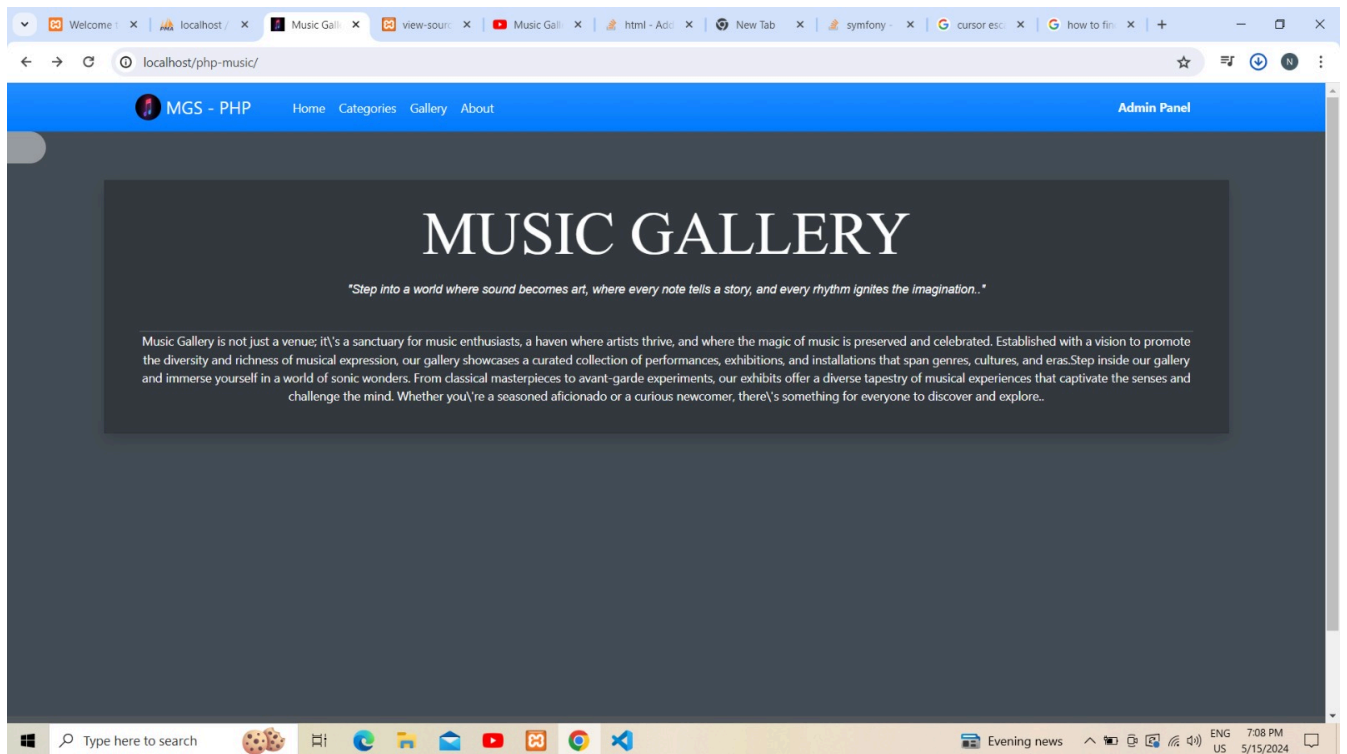 Welcome t
localhost /
Music Gall
view-sourc
Music Gall
html - Add
New Tab
symfony -
cursor esc
how to fin
localhost/php-music/
N
MGS - PHP
Home Categories Gallery About
Admin Panel
MUSIC GALLERY
"Step into a world where sound becomes art, where every note tells a story, and every rhythm ignites the imagination.."
Music Gallery is not just a venue; it\'s a sanctuary for music enthusiasts, a haven where artists thrive, and where the magic of music is preserved and celebrated. Established with a vision to promote
the diversity and richness of musical expression, our gallery showcases a curated collection of performances, exhibitions, and installations that span genres, cultures, and eras.Step inside our gallery
and immerse yourself in a world of sonic wonders. From classical masterpieces to avant-garde experiments, our exhibits offer a diverse tapestry of musical experiences that captivate the senses and
challenge the mind. Whether you\'re a seasoned aficionado or a curious newcomer, there\'s something for everyone to discover and explore..
Type here to search
Evening news
ENG
US
7:08 PM
5/15/2024